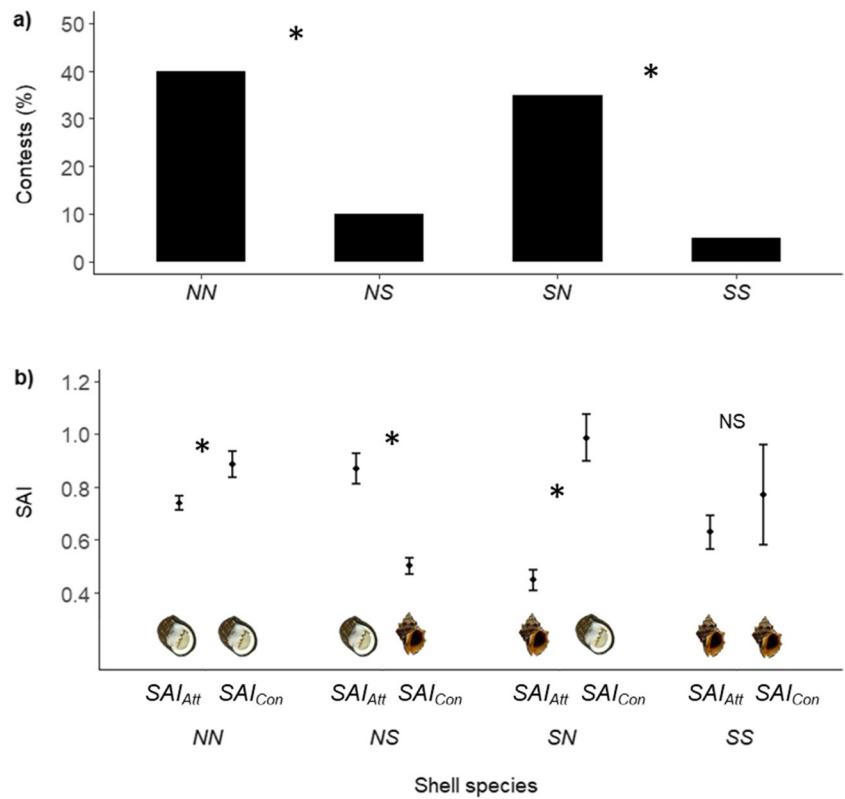 a)
50
*
40
*
Contests (%)
30
20
10
0
NN NS SN SS
b)
1.2
1.0
NS
* *
0.8
*
SAI
0.6
0.4
SAIAtt SAICon SAIAtt SAICon SAIAtt SAICon SAIAtt SAICon
NN NS SN SS
Shell species